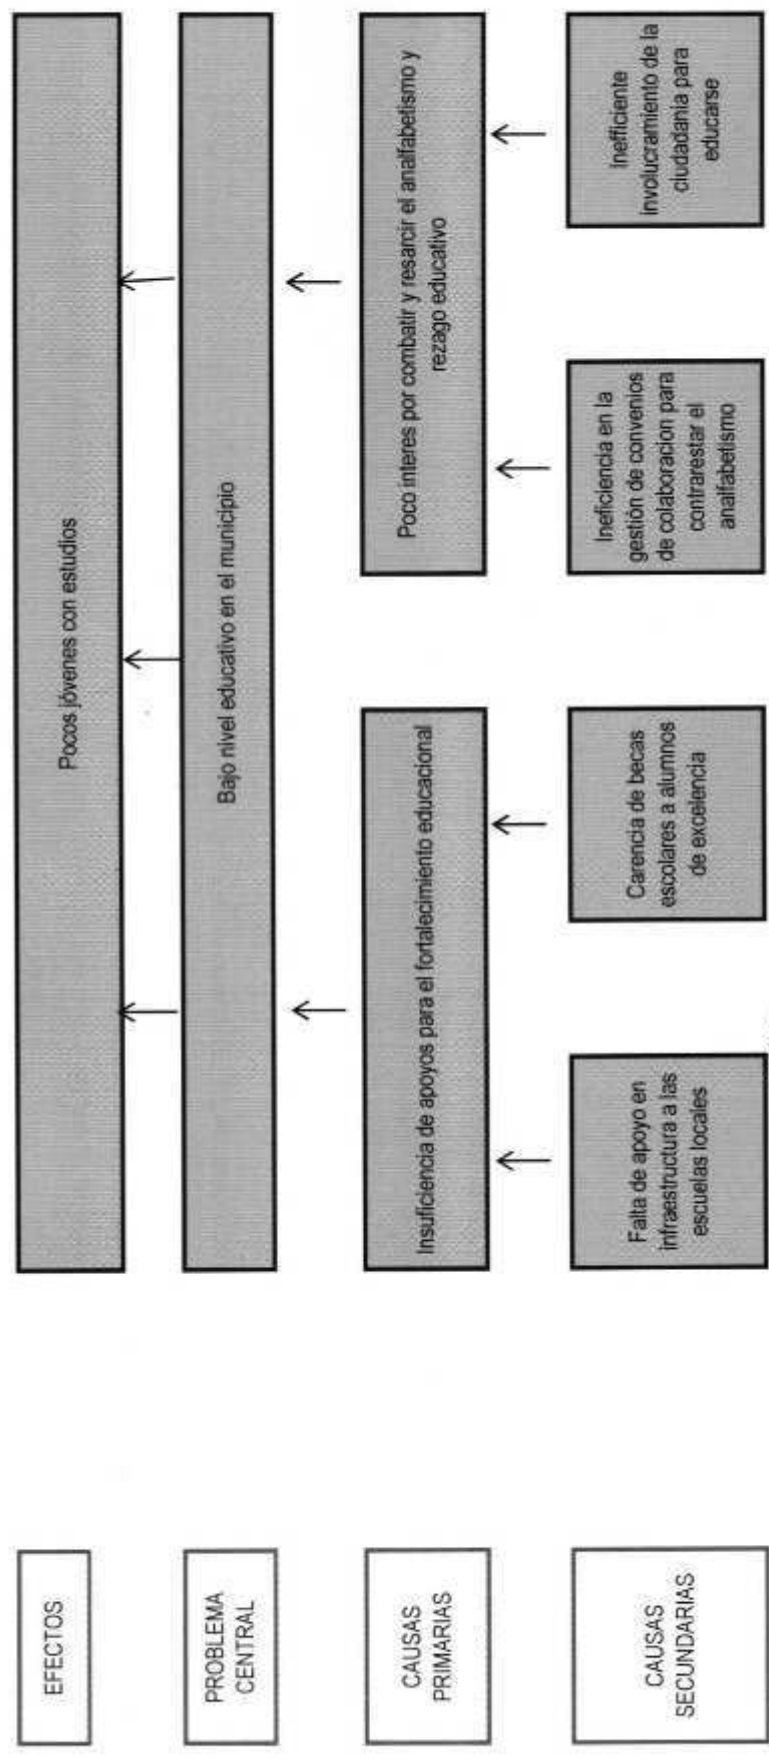 EFECTOS
Pocos jóvenes con estudios
PROBLEMA
CENTRAL
Bajo nivel educativo en el municipio
CAUSAS
PRIMARIAS
Insuficiencia de apoyos para el fortalecimiento educacional
Poco interes por combatir y resarcir el analfabetismo y
rezago educativo
CAUSAS
SECUNDARIAS
Falta de apoyo en
infraestructura a las
escuelas locales
Carencia de becas
escolares a alumnos
de excelencia
Ineficiencia en la
gestión de convenios
de colaboracion para
contrarestar el
analfabetismo
Inefficiente
involucramiento de la
ciudadanía para
educarse